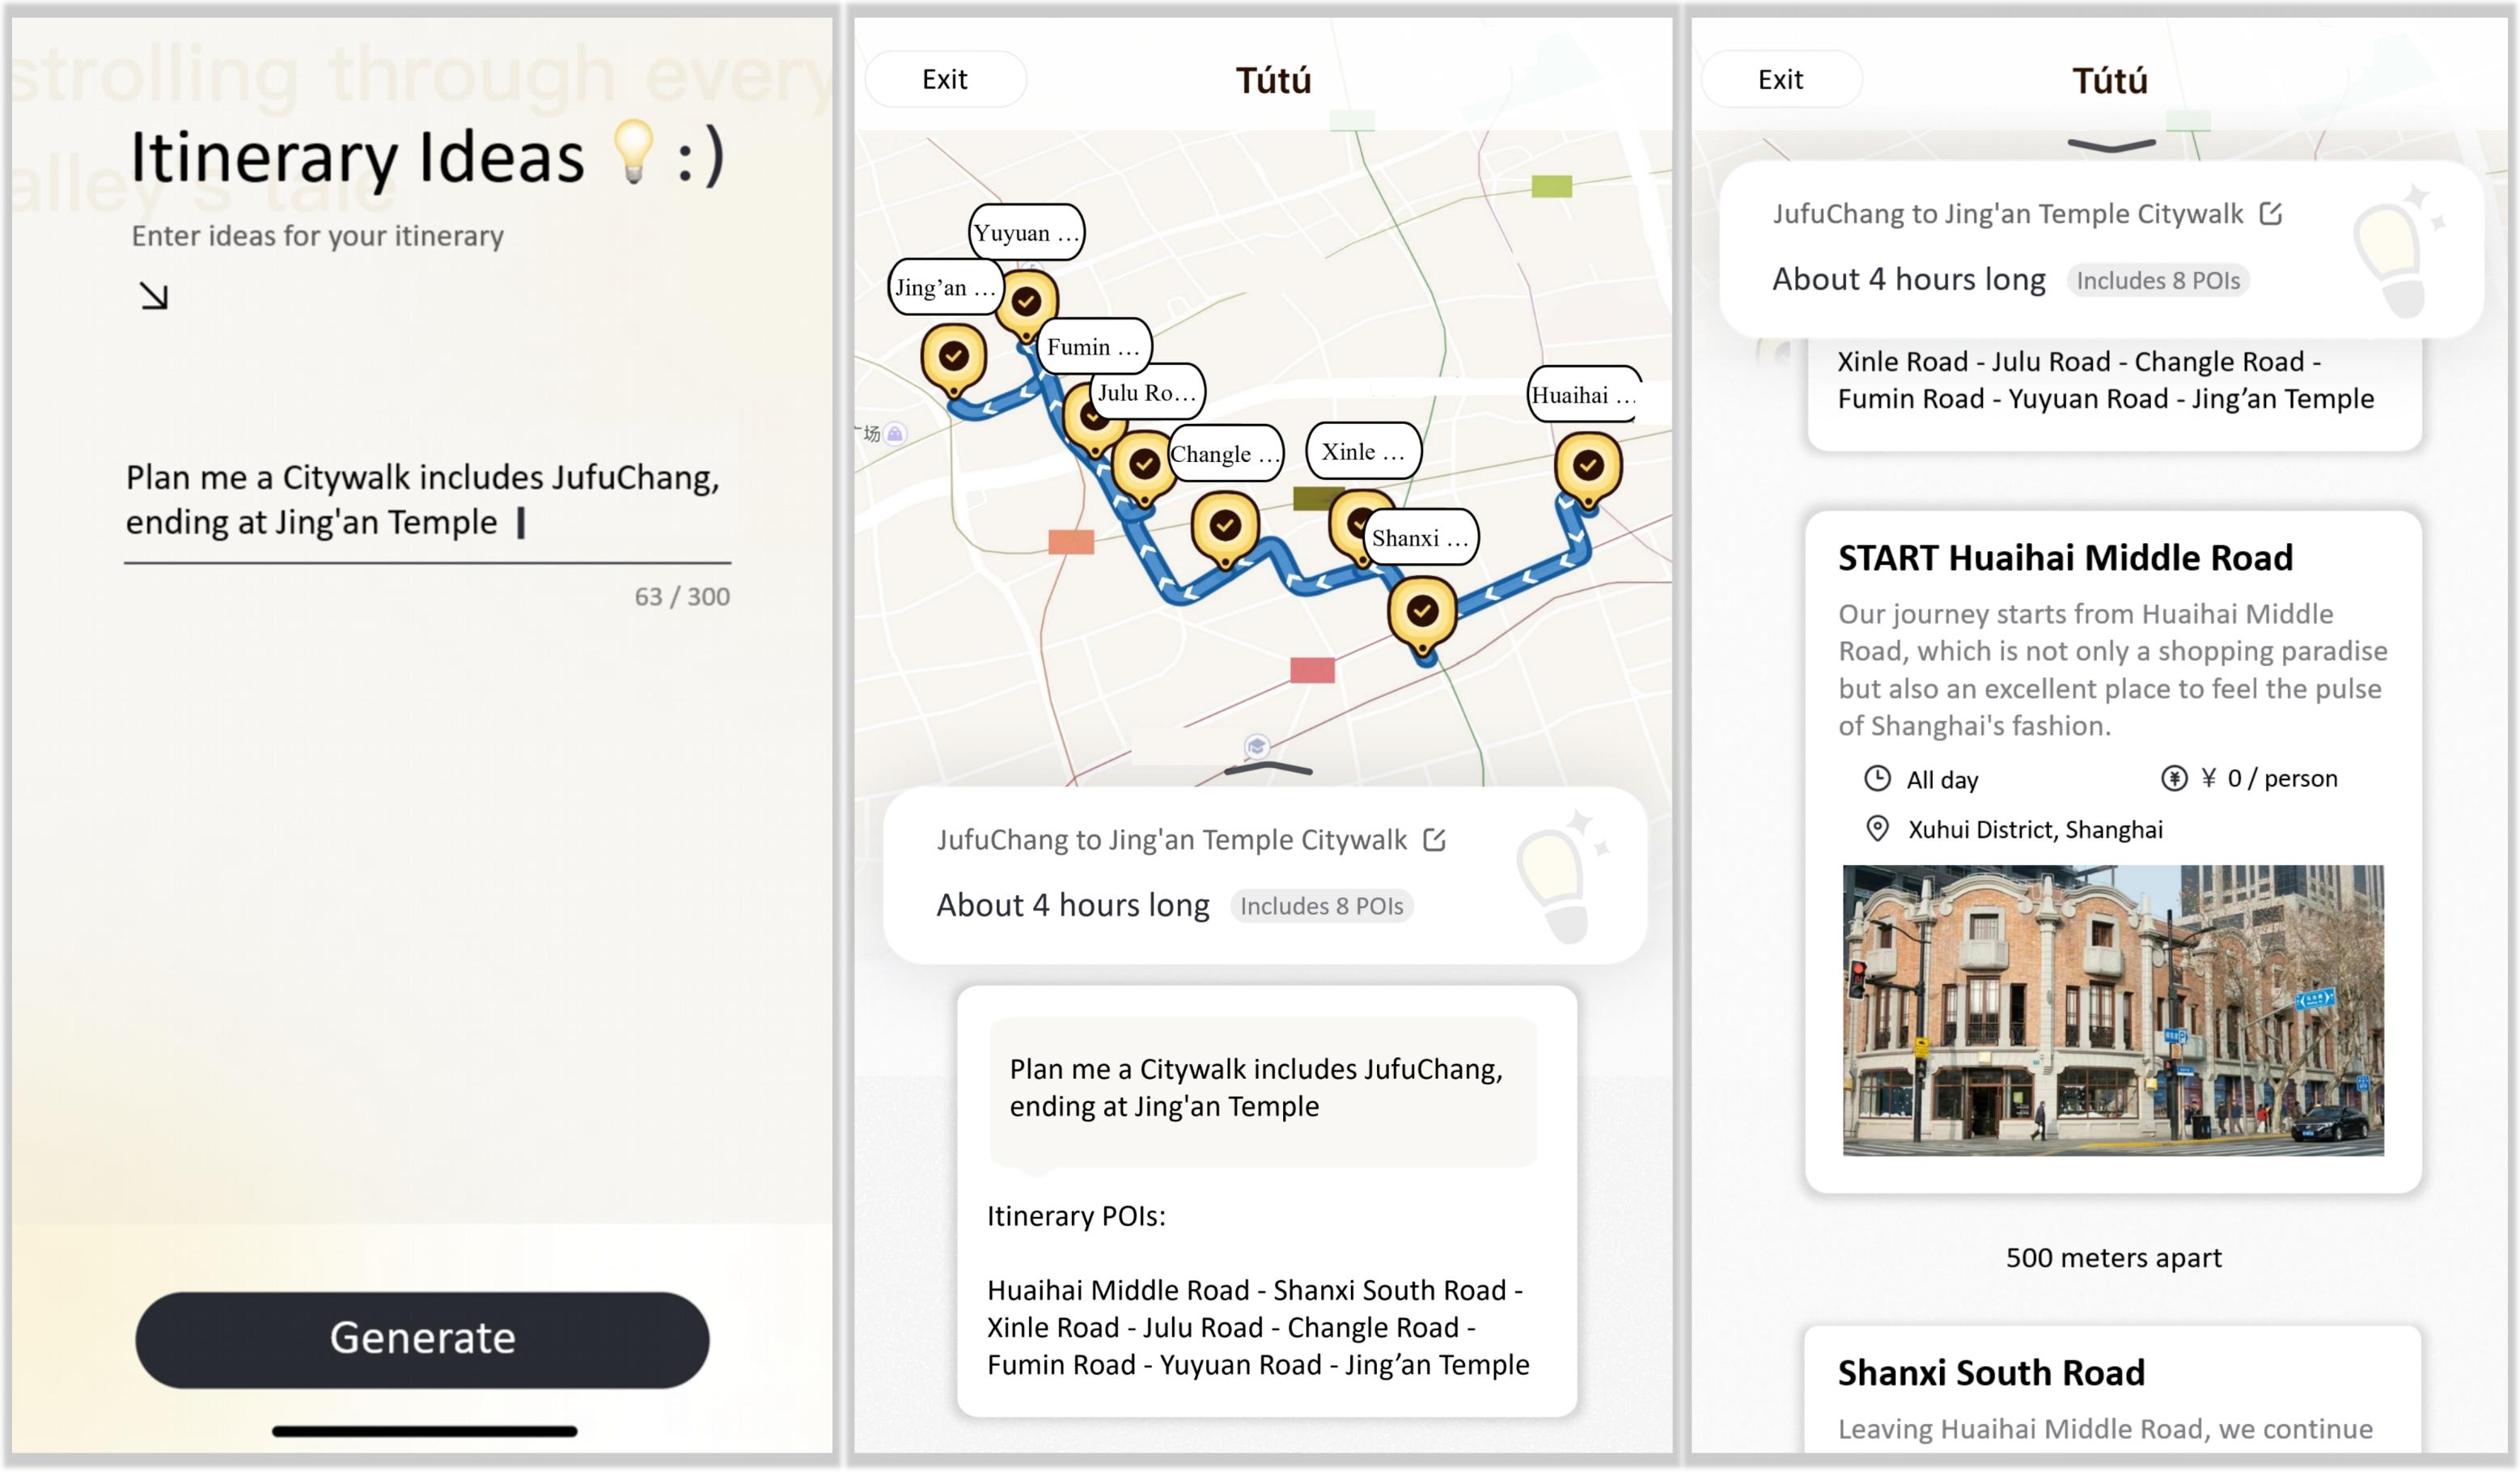 strolling through every
alley's tale
Itinerary Ideas 💡 :)
Enter ideas for your itinerary
Plan me a Citywalk includes JufuChang,
ending at Jing'an Temple
63 / 300
Generate
Exit
Tútú
Yuyuan ...
Jing’an ...
Fumin ...
Julu Ro...
Huaihai ...
Changle ...
Xinle ...
Shanxi ...
场
JufuChang to Jing'an Temple Citywalk
About 4 hours long
Includes 8 POIs
Plan me a Citywalk includes JufuChang,
ending at Jing'an Temple
Itinerary POIs:
Huaihai Middle Road - Shanxi South Road -
Xinle Road - Julu Road - Changle Road -
Fumin Road - Yuyuan Road - Jing’an Temple
Exit
Tútú
JufuChang to Jing'an Temple Citywalk
About 4 hours long
Includes 8 POIs
Xinle Road - Julu Road - Changle Road -
Fumin Road - Yuyuan Road - Jing’an Temple
START Huaihai Middle Road
Our journey starts from Huaihai Middle
Road, which is not only a shopping paradise
but also an excellent place to feel the pulse
of Shanghai's fashion.
All day
¥ 0 / person
Xuhui District, Shanghai
500 meters apart
Shanxi South Road
Leaving Huaihai Middle Road, we continue